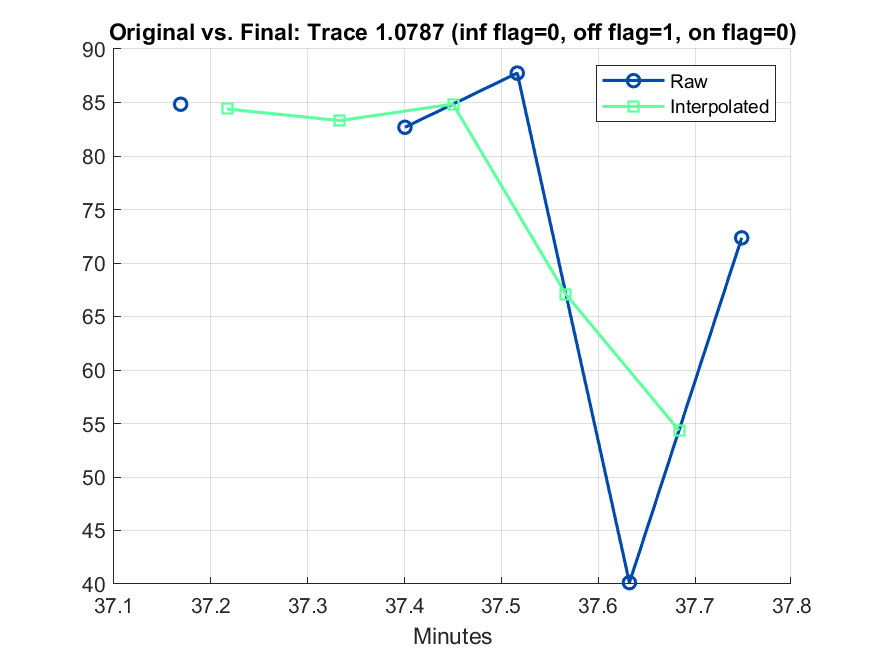 Original vs. Final: Trace 1.0787 (inf flag=0, off flag=1, on flag=0)
90
85
80
75
70
65
60
55
50
45
40
Raw
Interpolated
37.1 37.2 37.3 37.4 37.5 37.6 37.7 37.8
Minutes